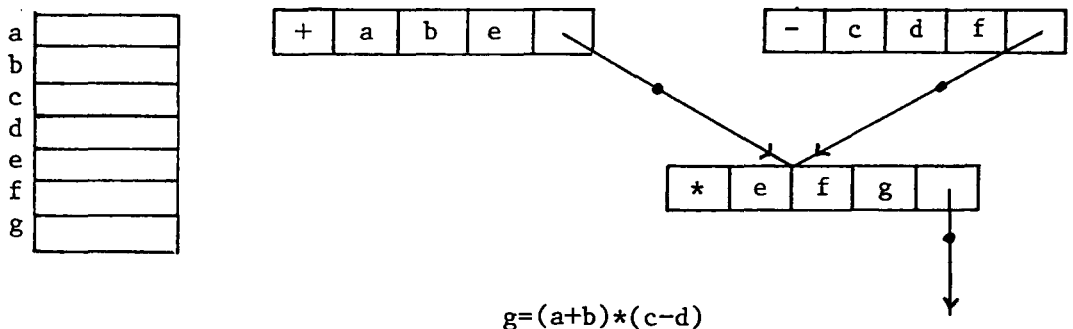 a
b
c
d
e
f
g
+ a b e
- c d f
* e f g
g=(a+b)*(c-d)